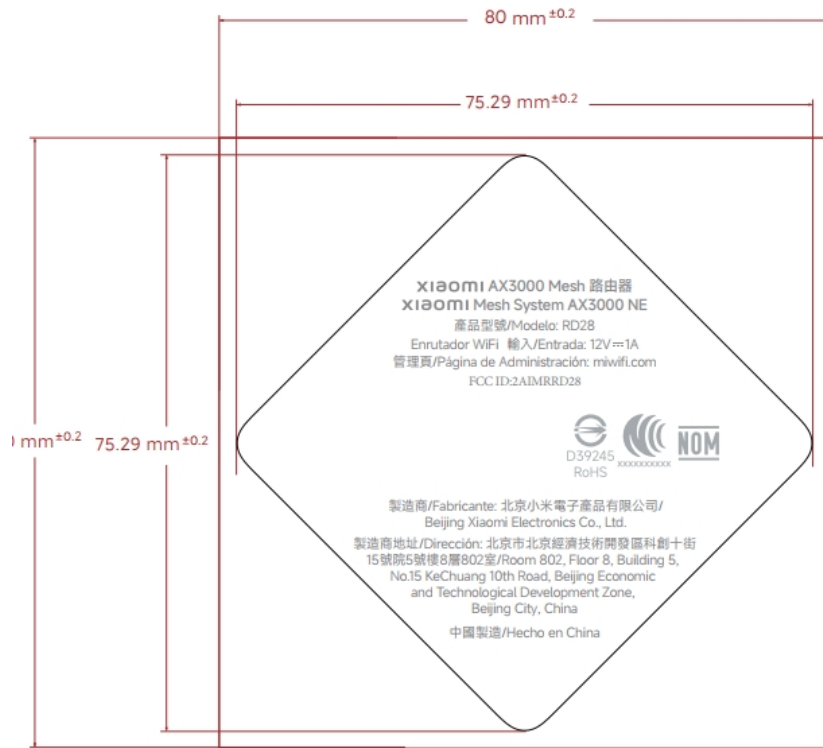 80 mm±0.2
75.29 mm±0.2
xiaomi AX3000 Mesh 路由器
xiaomi Mesh System AX3000 NE
產品型號/Modelo: RD28
Enrutador WiFi 輸入/Entrada: 12V⎓1A
管理頁/Página de Administración: miwifi.com
FCC ID:2AIMRRD28
0 mm±0.2
75.29 mm±0.2
D39245
RoHS
XXXXXXXXXX
NOM
製造商/Fabricante: 北京小米電子產品有限公司/
Beijing Xiaomi Electronics Co., Ltd.
製造商地址/Dirección: 北京市北京經濟技術開發區科創十街
15號院5號樓8層802室/Room 802, Floor 8, Building 5,
No.15 KeChuang 10th Road, Beijing Economic
and Technological Development Zone,
Beijing City, China
中國製造/Hecho en China